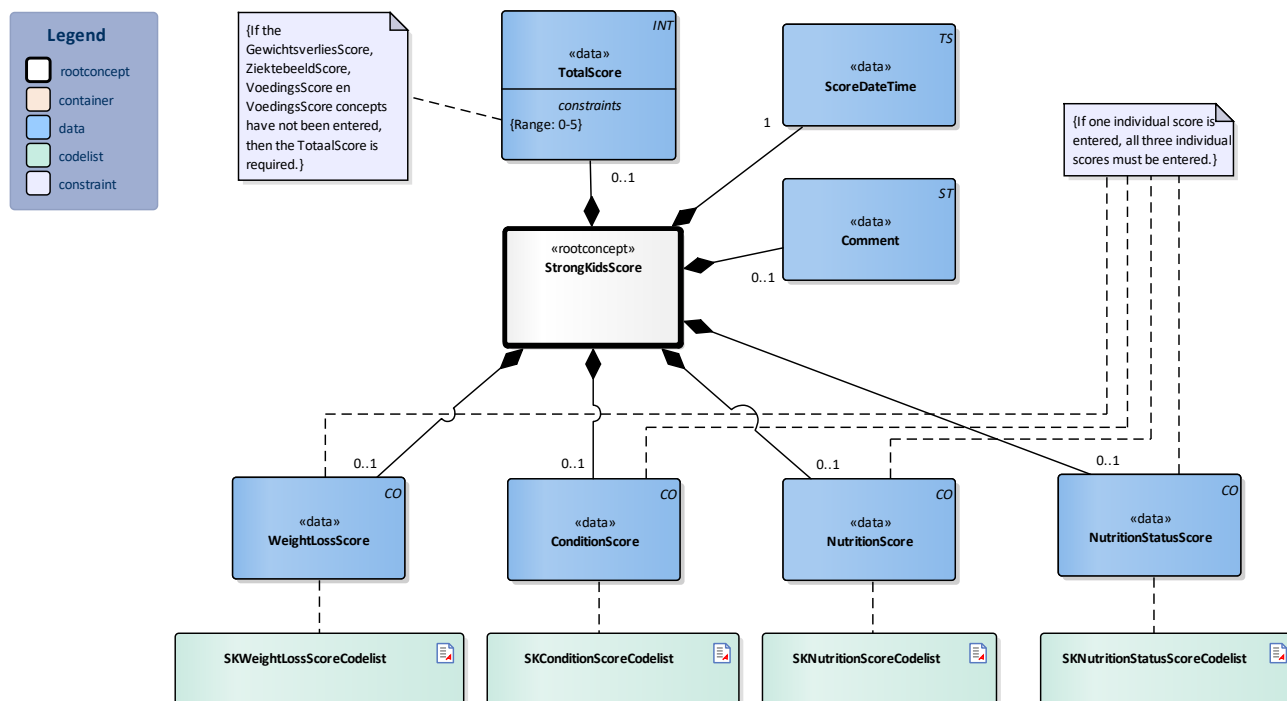 Legend
rootconcept
container
data
codelist
constraint
{If the
GewichtsverliesScore,
ZiektebeeldScore,
VoedingsScore en
VoedingsScore concepts
have not been entered,
then the TotaalScore is
required.}
INT
«data»
TotalScore
constraints
{Range: 0-5}
0..1
TS
«data»
ScoreDateTime
1
{If one individual score is
entered, all three individual
scores must be entered.}
ST
«data»
Comment
0..1
«rootconcept»
StrongKidsScore
0..1
0..1
0..1
0..1
CO
«data»
WeightLossScore
CO
«data»
ConditionScore
CO
«data»
NutritionScore
CO
«data»
NutritionStatusScore
SKWeightLossScoreCodelist
SKConditionScoreCodelist
SKNutritionScoreCodelist
SKNutritionStatusScoreCodelist